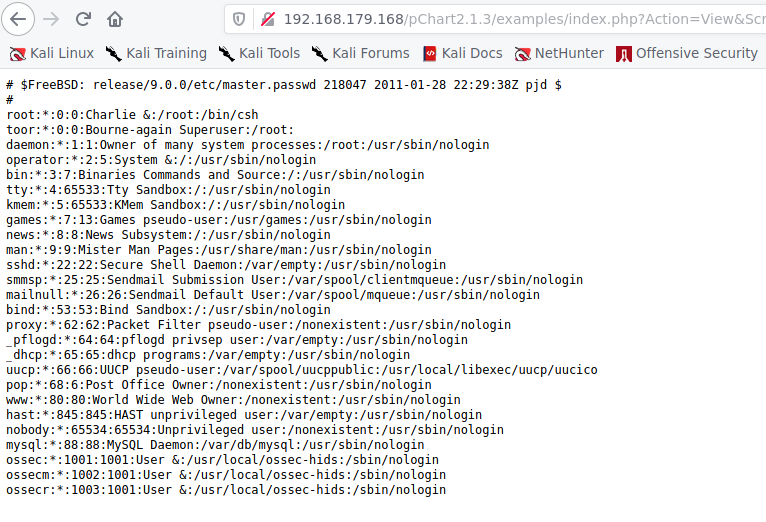 192.168.179.168/pChart2.1.3/examples/index.php?Action=View&Scr
Kali Linux Kali Training Kali Tools Kali Forums Kali Docs NetHunter Offensive Security
# $FreeBSD: release/9.0.0/etc/master.passwd 218047 2011-01-28 22:29:38Z pjd $
#
root:*:0:0:Charlie &:/root:/bin/csh
toor:*:0:0:Bourne-again Superuser:/root:
daemon:*:1:1:Owner of many system processes:/root:/usr/sbin/nologin
operator:*:2:5:System &:/:/usr/sbin/nologin
bin:*:3:7:Binaries Commands and Source:/:/usr/sbin/nologin
tty:*:4:65533:Tty Sandbox:/:/usr/sbin/nologin
kmem:*:5:65533:KMem Sandbox:/:/usr/sbin/nologin
games:*:7:13:Games pseudo-user:/usr/games:/usr/sbin/nologin
news:*:8:8:News Subsystem:/:/usr/sbin/nologin
man:*:9:9:Mister Man Pages:/usr/share/man:/usr/sbin/nologin
sshd:*:22:22:Secure Shell Daemon:/var/empty:/usr/sbin/nologin
smmsp:*:25:25:Sendmail Submission User:/var/spool/clientmqueue:/usr/sbin/nologin
mailnull:*:26:26:Sendmail Default User:/var/spool/mqueue:/usr/sbin/nologin
bind:*:53:53:Bind Sandbox:/:/usr/sbin/nologin
proxy:*:62:62:Packet Filter pseudo-user:/nonexistent:/usr/sbin/nologin
_pflogd:*:64:64:pflogd privsep user:/var/empty:/usr/sbin/nologin
_dhcp:*:65:65:dhcp programs:/var/empty:/usr/sbin/nologin
uucp:*:66:66:UUCP pseudo-user:/var/spool/uucppublic:/usr/local/libexec/uucp/uucico
pop:*:68:6:Post Office Owner:/nonexistent:/usr/sbin/nologin
www:*:80:80:World Wide Web Owner:/nonexistent:/usr/sbin/nologin
hast:*:845:845:HAST unprivileged user:/var/empty:/usr/sbin/nologin
nobody:*:65534:65534:Unprivileged user:/nonexistent:/usr/sbin/nologin
mysql:*:88:88:MySQL Daemon:/var/db/mysql:/usr/sbin/nologin
ossec:*:1001:1001:User &:/usr/local/ossec-hids:/sbin/nologin
ossecm:*:1002:1001:User &:/usr/local/ossec-hids:/sbin/nologin
ossecr:*:1003:1001:User &:/usr/local/ossec-hids:/sbin/nologin